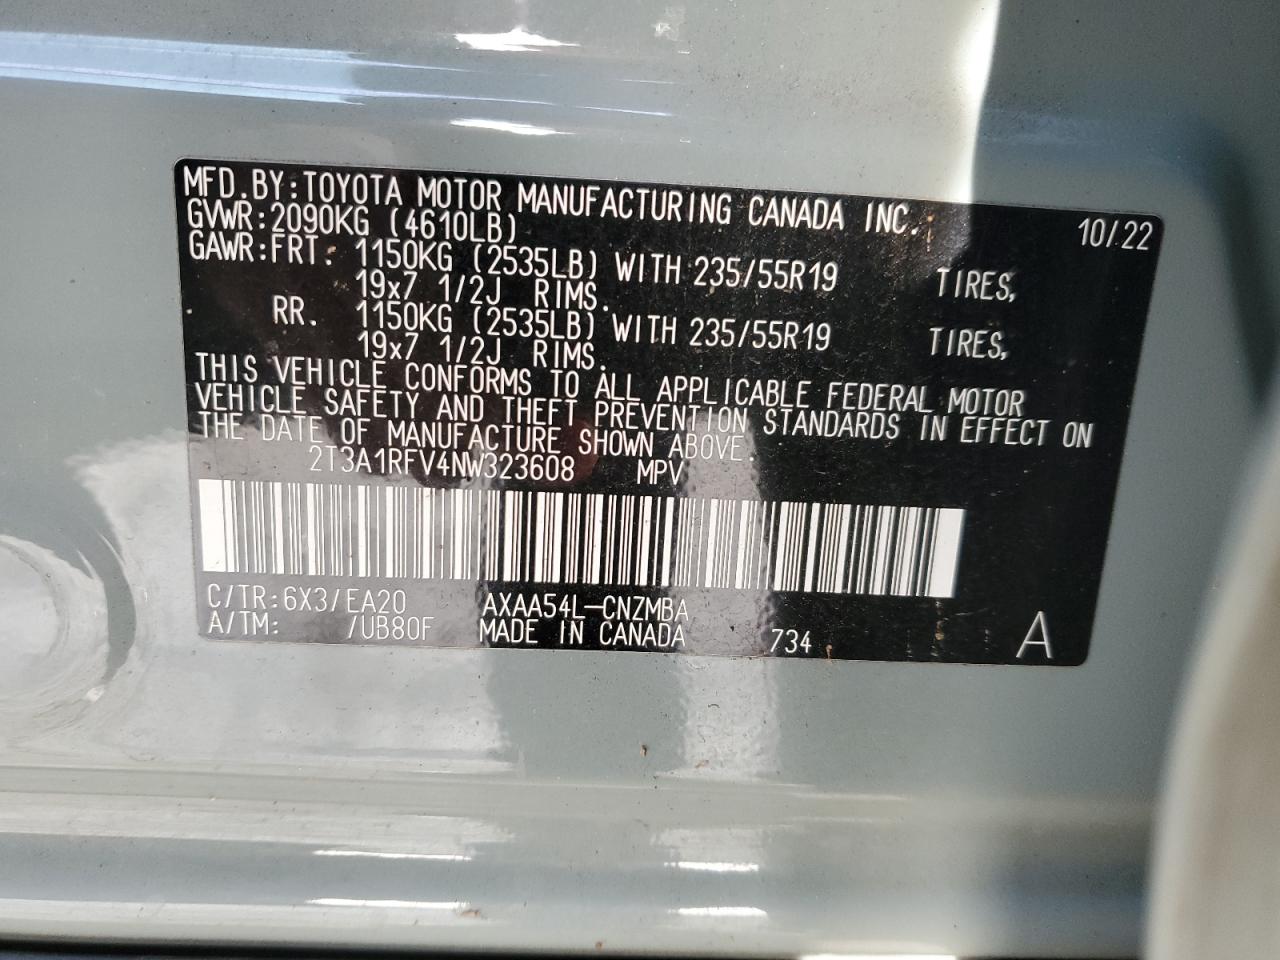 MFD.BY:TOYOTA MOTOR MANUFACTURING CANADA INC. 10/22
GVWR:2090KG (4610LB)
GAWR:FRT. 1150KG (2535LB) WITH 235/55R19 TIRES,
19x7 1/2J RIMS.
RR. 1150KG (2535LB) WITH 235/55R19 TIRES,
19x7 1/2J RIMS.
THIS VEHICLE CONFORMS TO ALL APPLICABLE FEDERAL MOTOR
VEHICLE SAFETY AND THEFT PREVENTION STANDARDS IN EFFECT ON
THE DATE OF MANUFACTURE SHOWN ABOVE.
2T3A1RFV4NW323608 MPV
C/TR:6X3/EA20 AXAA54L-CNZMBA
A/TM: /UB80F MADE IN CANADA 734 A